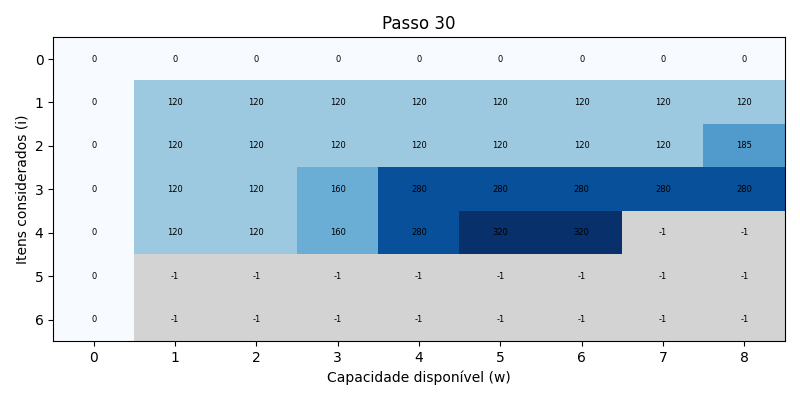 Passo 30
Itens considerados (i)
0 0 0 0 0 0 0 0 0 0
1 0 120 120 120 120 120 120 120 120
2 0 120 120 120 120 120 120 120 185
3 0 120 120 160 280 280 280 280 280
4 0 120 120 160 280 320 320 -1 -1
5 0 -1 -1 -1 -1 -1 -1 -1 -1
6 0 -1 -1 -1 -1 -1 -1 -1 -1
0 1 2 3 4 5 6 7 8
Capacidade disponível (w)